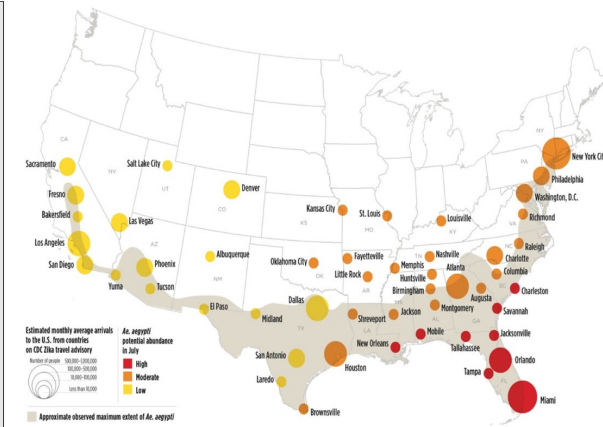 CA
NV
UT
AZ
CO
NM
KS
OK
TX
MO
AR
LA
MS
TN
KY
AL
GA
FL
SC
NC
VA
PA
NY
New York Cit
Philadelphia
Washington, D.C.
Richmond
Sacramento
Salt Lake City
Denver
Fresno
Kansas City
St. Louis
Louisville
Bakersfield
Las Vegas
Raleigh
Los Angeles
Albuquerque
Fayetteville
Nashville
Charlotte
San Diego
Phoenix
Oklahoma City
Memphis
Atlanta
Columbia
Little Rock
Huntsville
Yuma
Tucson
Birmingham
Augusta
Charleston
El Paso
Midland
Dallas
Streveport
Jackson
Montgomery
Savannah
Mobile
Jacksonville
New Orleans
Tallahassee
San Antonio
Houston
Orlando
Tampa
Laredo
Miami
Brownsville
Estimated monthly average arrivals
to the U.S. from countries
on CDC Zika travel advisory
Number of people
500,000-1,000,000
100,000-500,000
10,000-100,000
Less than 10,000
Ae. aegypti
potential abundance
in July
High
Moderate
Low
Approximate observed maximum extent of Ae. aegypti